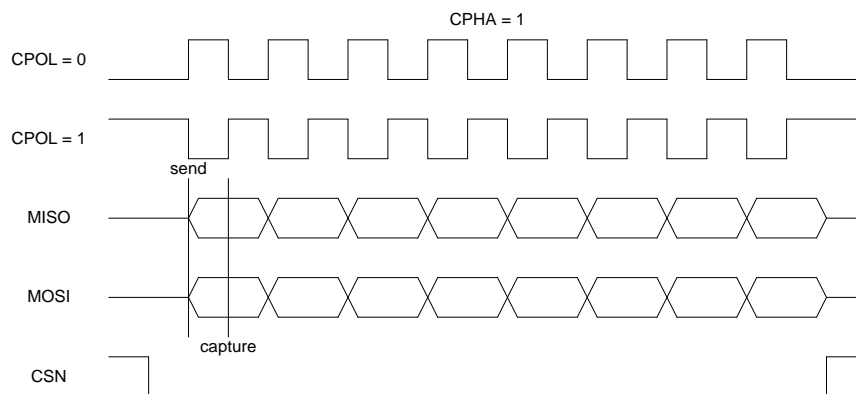 CPHA = 1
CPOL = 0
CPOL = 1
send
MISO
MOSI
capture
CSN